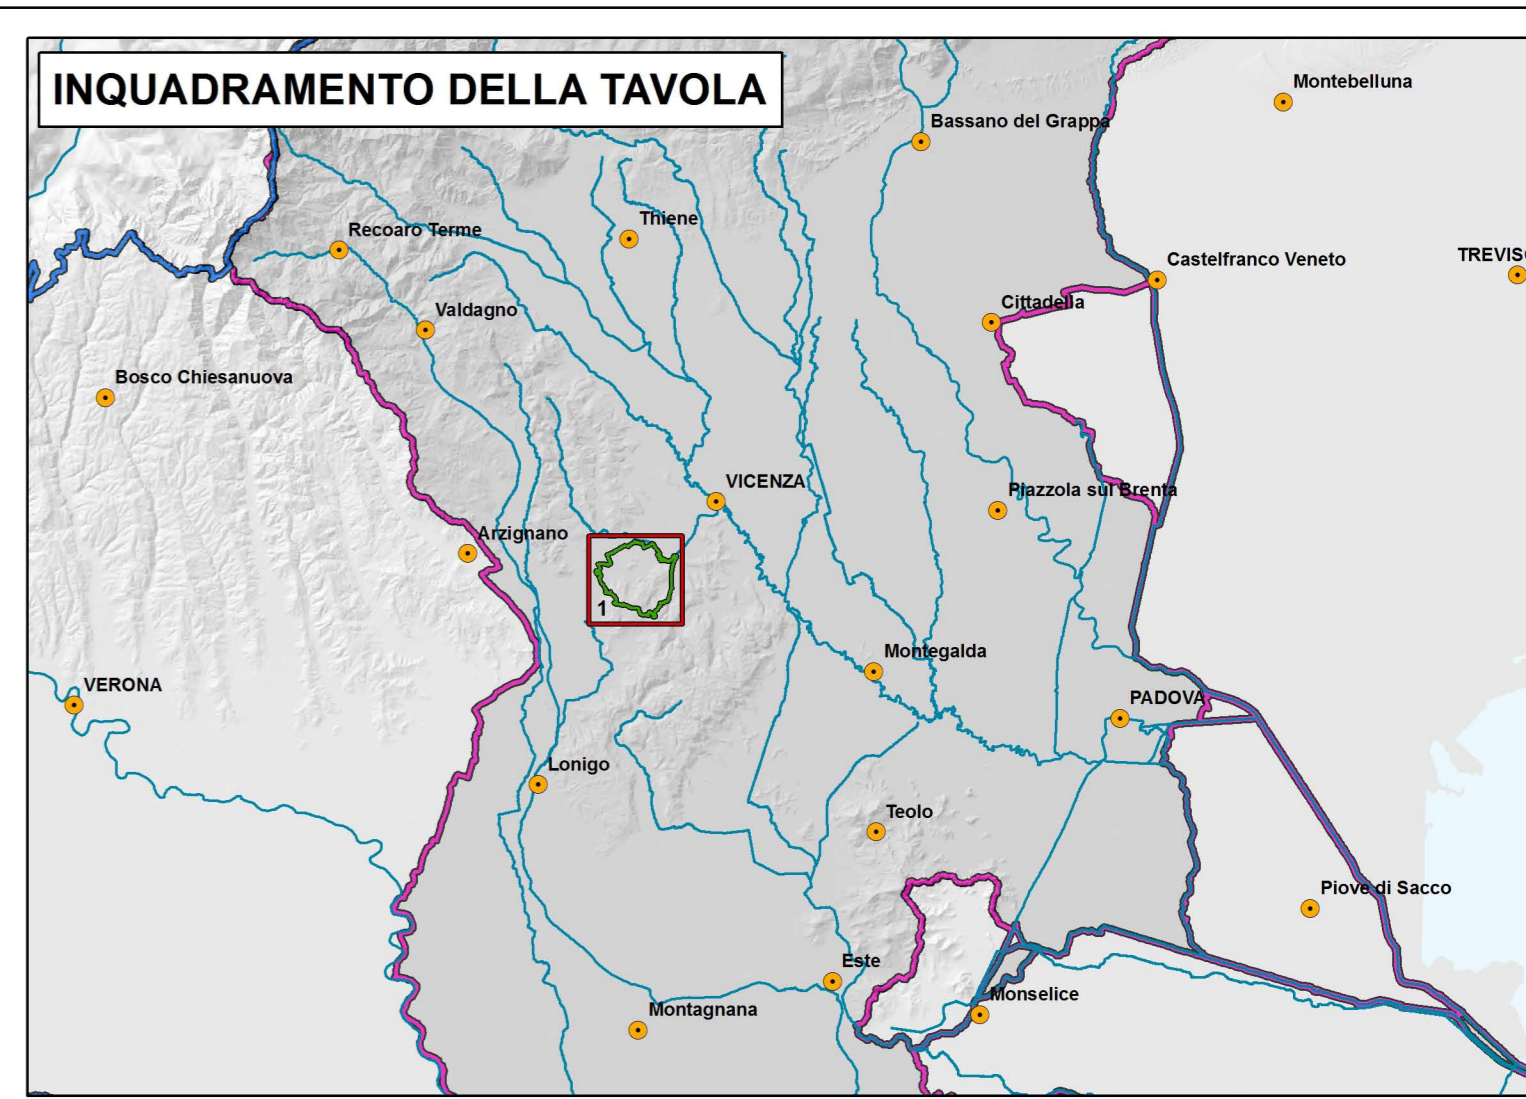 INQUADRAMENTO DELLA TAVOLA
Montebelluna
Bassano del Grappa
Thiene
Recoaro Terme
Castelfranco Veneto
TREVISO
Cittadella
Valdagno
Bosco Chiesanuova
VICENZA
Piazzola sul Brenta
Arzignano
1
Montegalda
VERONA
PADOVA
Lonigo
Teolo
Piove di Sacco
Este
Monselice
Montagnana